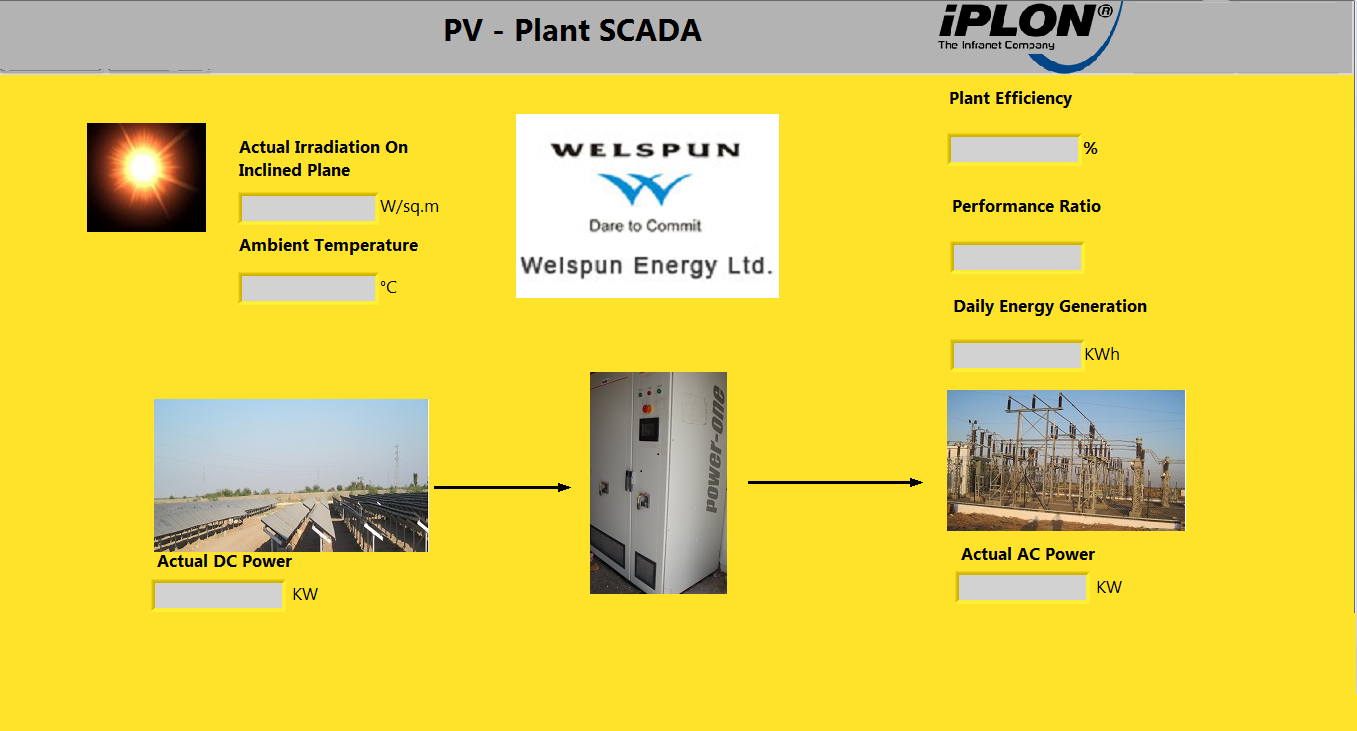 PV - Plant SCADA
iPLON®
The Infranet Company
Plant Efficiency
%
Actual Irradiation On
Inclined Plane
W/sq.m
Ambient Temperature
°C
WELSPUN
Dare to Commit
Welspun Energy Ltd.
Performance Ratio
Daily Energy Generation
KWh
power-one
Actual DC Power
KW
Actual AC Power
KW